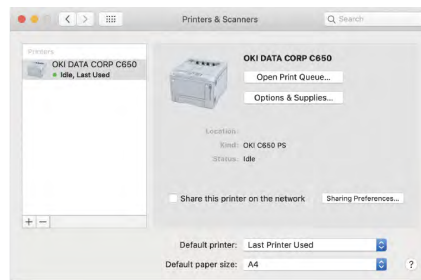 Printers & Scanners
Search
Printers
OKI DATA CORP C650
Idle, Last Used
OKI DATA CORP C650
Open Print Queue...
Options & Supplies...
Location:
Kind: OKI C650 PS
Status: Idle
Share this printer on the network
Sharing Preferences...
+ −
Default printer: Last Printer Used
Default paper size: A4
?